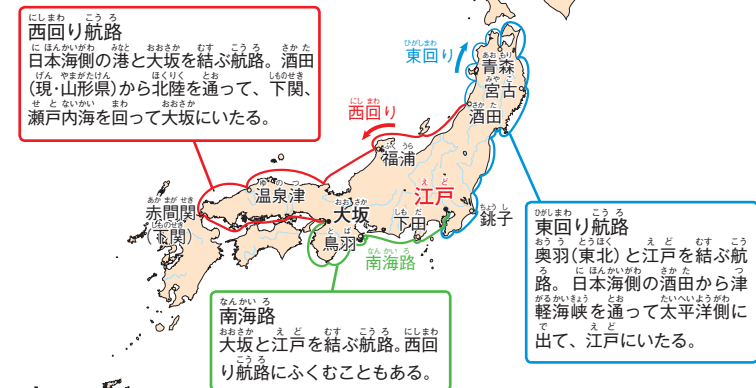 西回り航路
日本海側の港と大坂を結ぶ航路。酒田
(現・山形県)から北陸を通って、下関、
瀬戸内海を回って大坂にいたる。
東回り
青森
宮古
酒田
西回り
福浦
温泉津
赤間関
(下関)
大坂
江戸
下田
銚子
鳥羽
南海路
東回り航路
奥羽(東北)と江戸を結ぶ航
路。日本海側の酒田から津
軽海峡を通って太平洋側に
出て、江戸にいたる。
南海路
大坂と江戸を結ぶ航路。西回
り航路にふくむこともある。